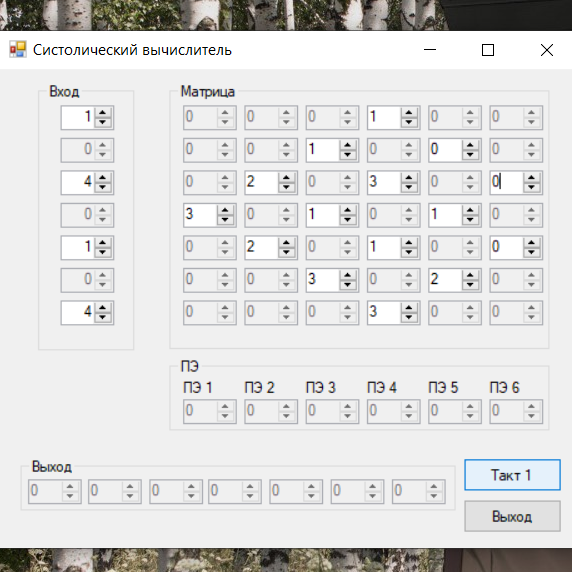 Систолический вычислитель
Вход
1
0
4
0
1
0
4
Матрица
0 0 0 1 0 0
0 0 1 0 0 0
0 2 0 3 0 0
3 0 1 0 1 0
0 2 0 1 0 0
0 0 3 0 2 0
0 0 0 3 0 0
ПЭ
ПЭ 1 ПЭ 2 ПЭ 3 ПЭ 4 ПЭ 5 ПЭ 6
0 0 0 0 0 0
Выход
0 0 0 0 0 0 0
Такт 1
Выход